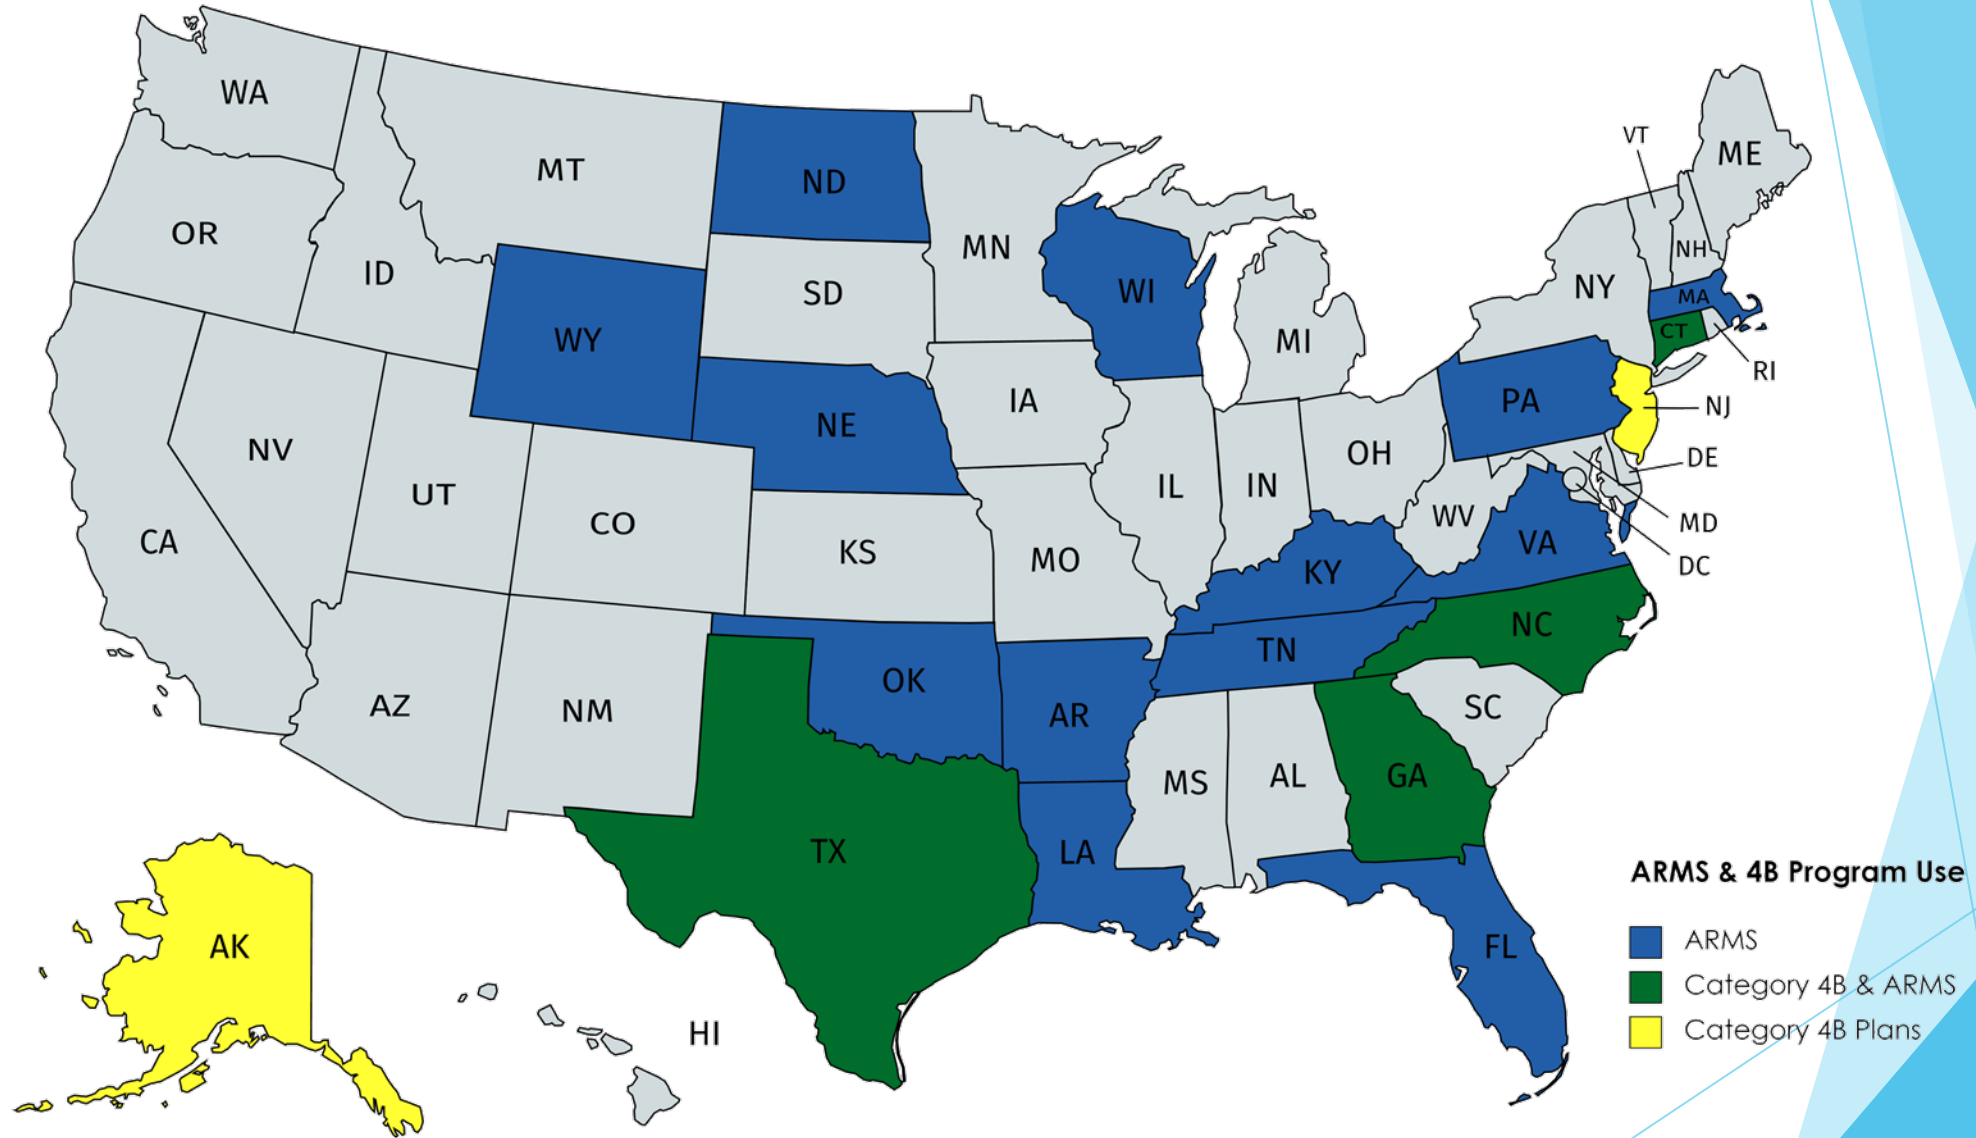 WA
MT
ND
MN
VT
ME
OR
ID
SD
WI
NH
NY
MA
CT
RI
WY
MI
NE
IA
PA
NJ
NV
UT
CO
IL
IN
OH
DE
CA
KS
MO
WV
MD
VA
DC
KY
NC
TN
AZ
NM
OK
AR
SC
MS
AL
GA
TX
LA
AK
FL
HI
ARMS & 4B Program Use
ARMS
Category 4B & ARMS
Category 4B Plans